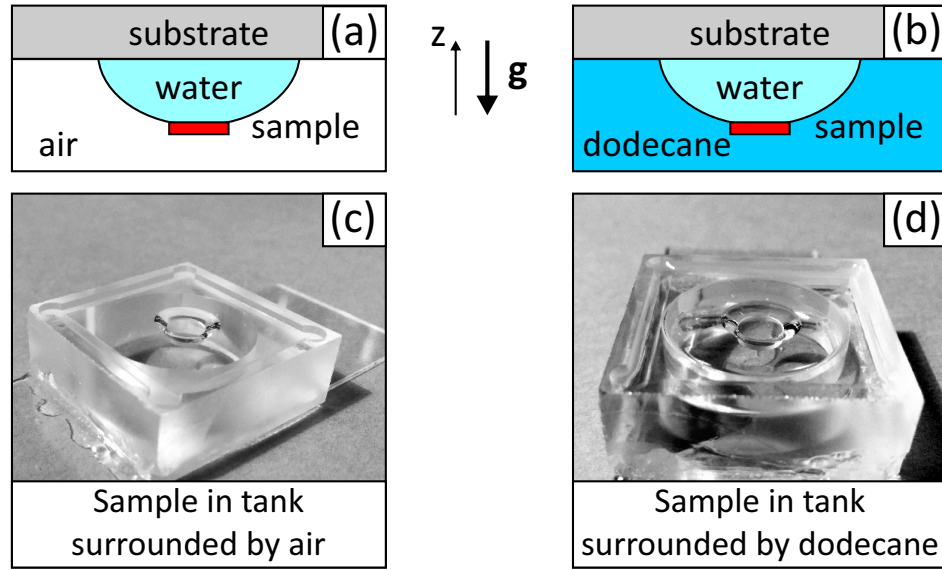 substrate
(a)
water
sample
air
z
g
substrate
(b)
water
sample
dodecane
(c)
Sample in tank
surrounded by air
(d)
Sample in tank
surrounded by dodecane